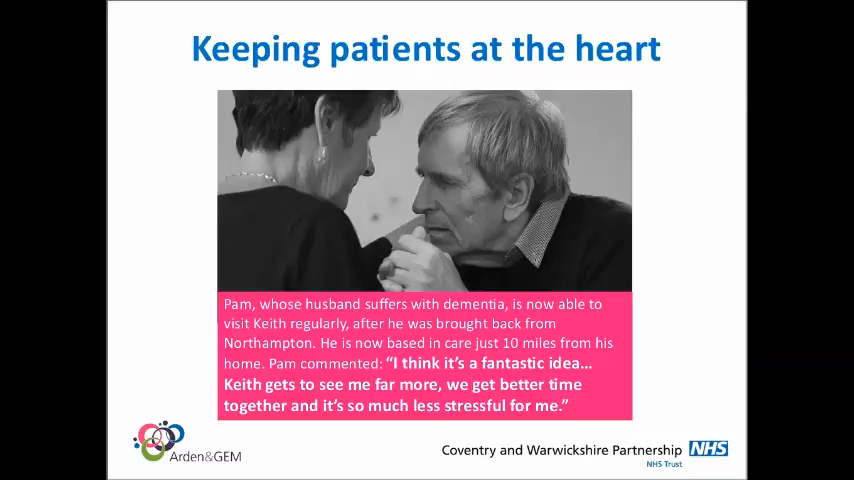 Keeping patients at the heart
Pam, whose husband suffers with dementia, is now able to
visit Keith regularly, after he was brought back from
Northampton. He is now based in care just 10 miles from his
home. Pam commented: “I think it’s a fantastic idea…
Keith gets to see me far more, we get better time
together and it’s so much less stressful for me.”
Arden&GEM
Coventry and Warwickshire Partnership NHS
NHS Trust